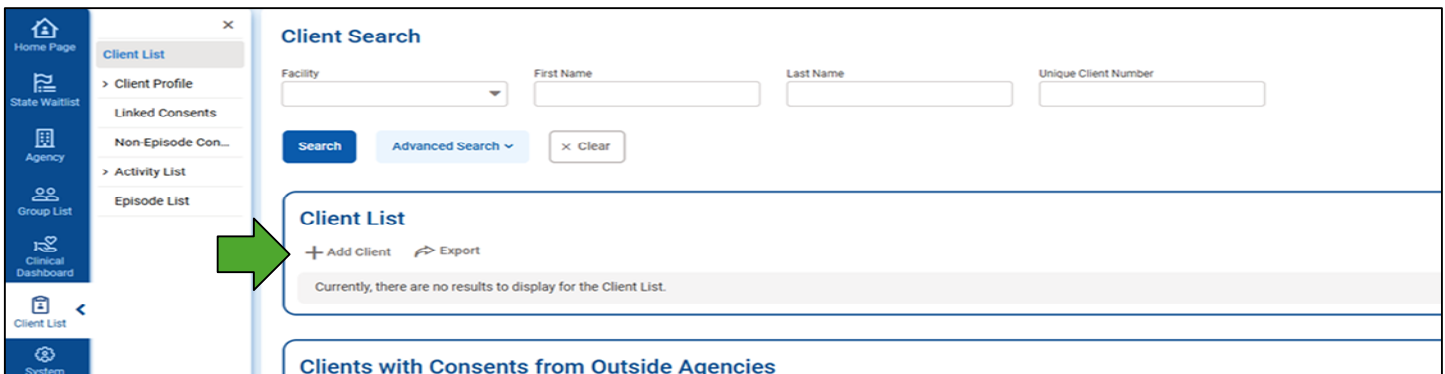 Home Page
State Waitlist
Agency
Group List
Clinical
Dashboard
Client List
System
Client List
Client Profile
Linked Consents
Non-Episode Con...
Activity List
Episode List
Client Search
Facility First Name Last Name Unique Client Number
Search Advanced Search Clear
Client List
Add Client Export
Currently, there are no results to display for the Client List.
Clients with Consents from Outside Agencies